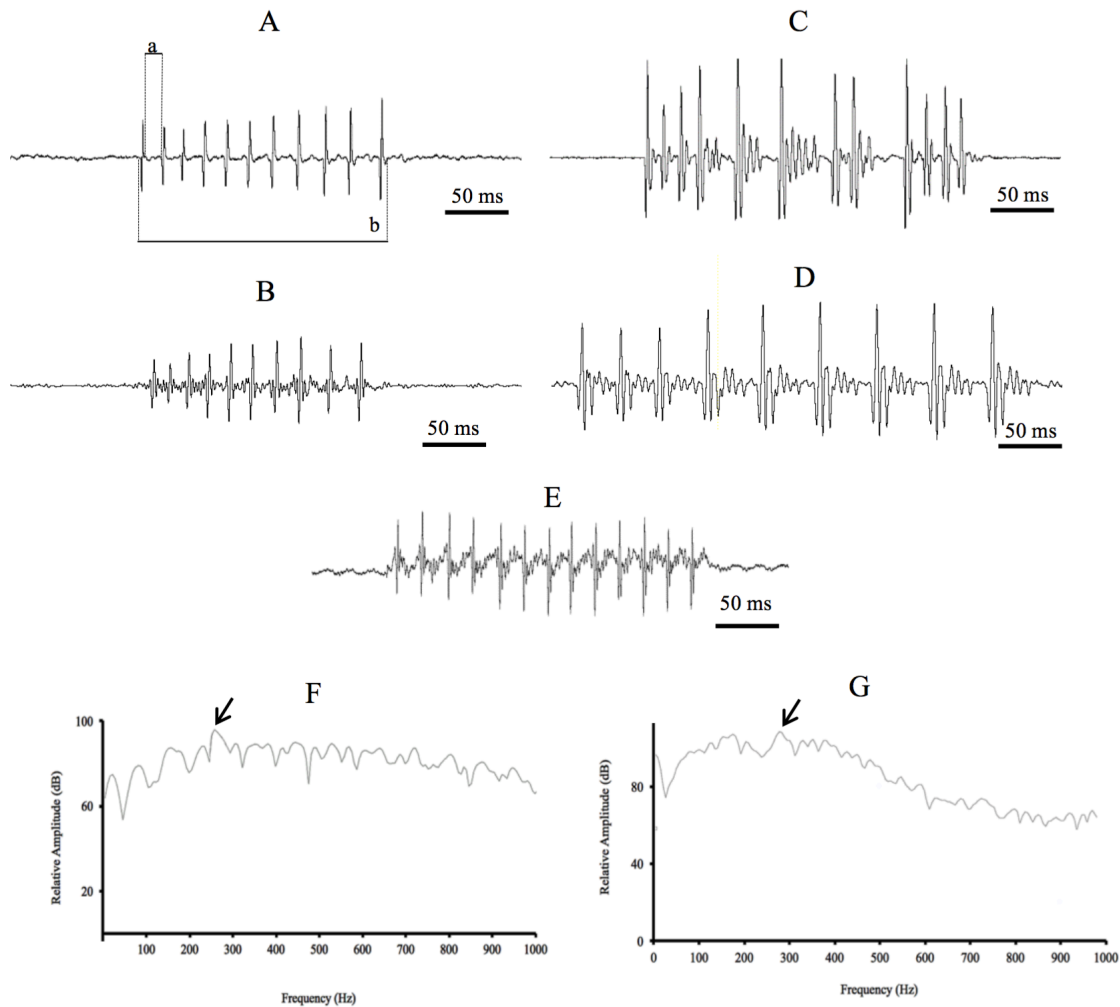 A
a
50 ms
b
C
50 ms
B
50 ms
D
50 ms
E
50 ms
F
100
60
20
Relative Amplitude (dB)
100 200 300 400 500 600 700 800 900 1000
Frequency (Hz)
G
80
40
0
Relative Amplitude (dB)
0 100 200 300 400 500 600 700 800 900 1000
Frequency (Hz)